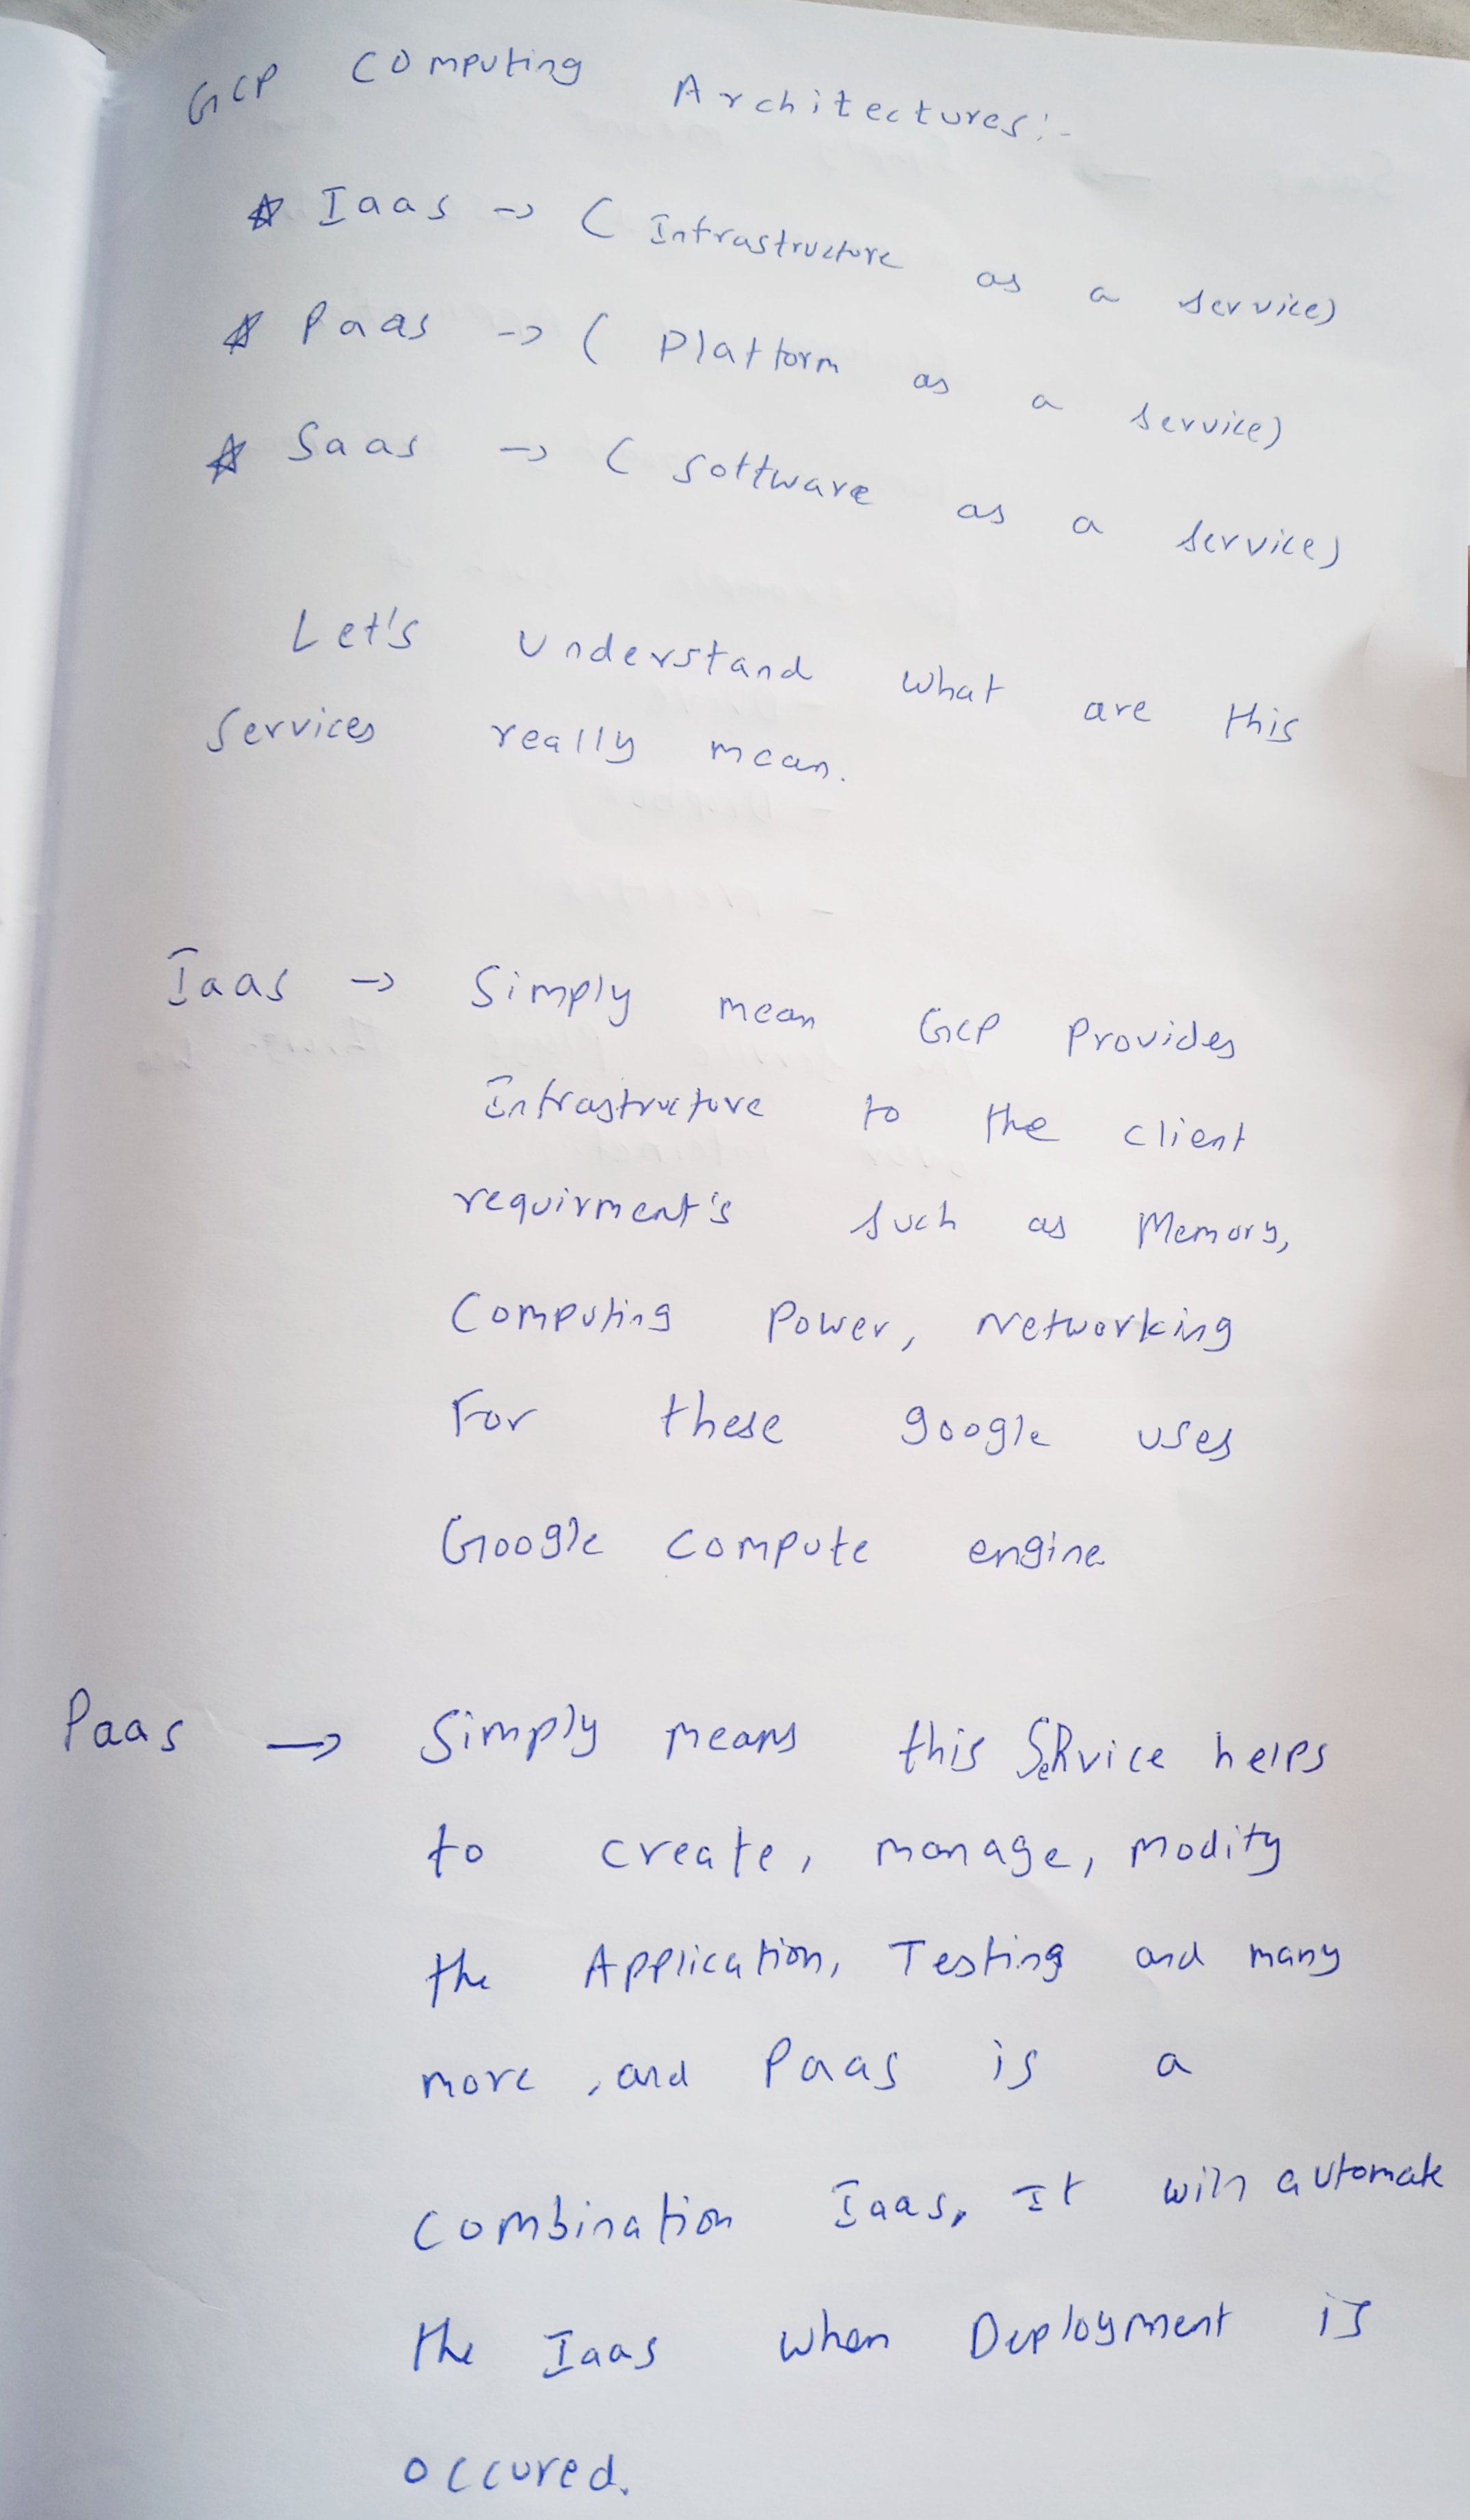 GCP Computing Architectures:-
☆ Iaas -> ( Infrastructure as a service)
☆ Paas -> ( Platform as a service)
☆ Saas -> ( Software as a service)
Let's understand what are this
Services really mean.
Iaas -> Simply mean GCP Provides
Infrastructure to the client
requirment's such as Memory,
Computing Power, Networking
For these google uses
Google compute engine
Paas -> Simply means this SeRvice helps
to create, manage, Modify
the Application, Testing and many
more, and Paas is a
combination Iaas, It will automate
the Iaas when Deployment is
occured.